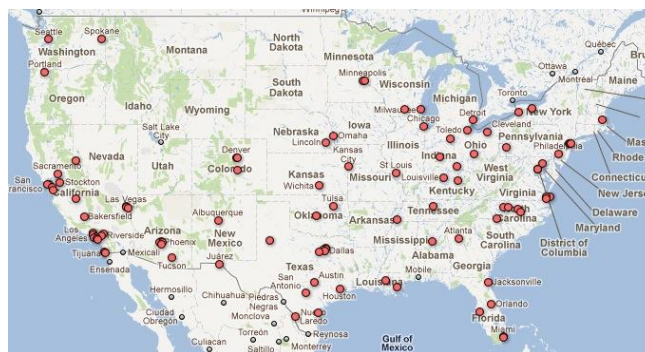 Winnipeg
Seattle
Spokane
Washington
Portland
Oregon
Montana
Idaho
Wyoming
North
Dakota
South
Dakota
Minnesota
Minneapolis
Wisconsin
Michigan
Milwaukee
Chicago
Detroit
Toledo
Toronto
Ottawa
Montréal
Québec
Maine
New York
Cleveland
Pennsylvania
Philadelphia
Rhode
Connecticut
New Jersey
Delaware
Maryland
District of
Columbia
Salt Lake
City
Nevada
Utah
Denver
Colorado
Nebraska
Lincoln
Omaha
Iowa
Illinois
Indiana
Ohio
West
Virginia
Virginia
Kansas
City
Kansas
Wichita
Missouri
St Louis
Louisville
Kentucky
Sacramento
San
Francisco
Stockton
California
Las Vegas
Bakersfield
Los
Angeles
Riverside
Tijuana
Mexicali
Ensenada
Arizona
Phoenix
Tucson
Albuquerque
New
Mexico
Juárez
Tulsa
Oklahoma
Arkansas
Tennessee
Carolina
South
Carolina
Mississippi
Alabama
Atlanta
Georgia
Dallas
Texas
Austin
San
Antonio
Houston
Louisiana
Mobile
Jacksonville
Orlando
Florida
Miami
Hermosillo
Chihuahua
Ciudad
Obregón
Piedras
Negras
Monclova
Nuevo
Laredo
Reynosa
Torreón
Saltillo
Monterrey
Culiacan
Gulf of
Mexico